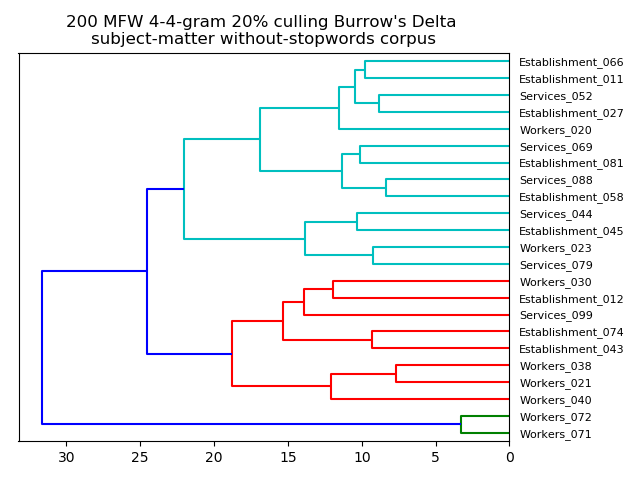 200 MFW 4-4-gram 20% culling Burrow's Delta
subject-matter without-stopwords corpus
Establishment_066
Establishment_011
Services_052
Establishment_027
Workers_020
Services_069
Establishment_081
Services_088
Establishment_058
Services_044
Establishment_045
Workers_023
Services_079
Workers_030
Establishment_012
Services_099
Establishment_074
Establishment_043
Workers_038
Workers_021
Workers_040
Workers_072
Workers_071
30 25 20 15 10 5 0